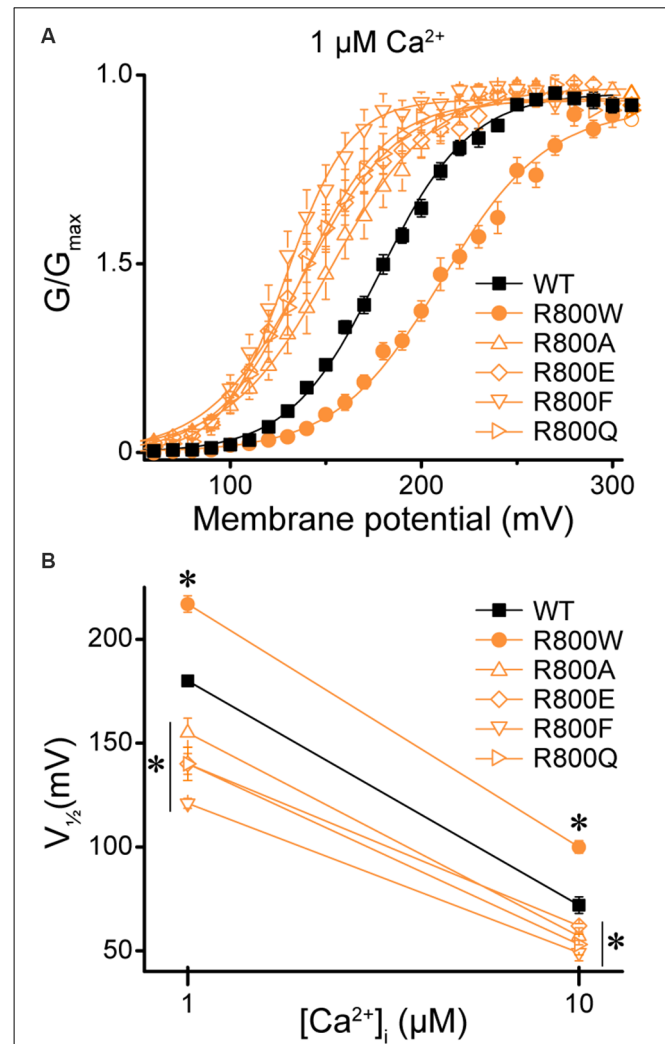 A
1 μM Ca²⁺
1.0
1.5
0
G/Gmax
WT
R800W
R800A
R800E
R800F
R800Q
100
200
300
Membrane potential (mV)
B
*
WT
R800W
R800A
R800E
R800F
R800Q
200
150
100
50
V½(mV)
*
*
*
1
10
[Ca²⁺]i (μM)